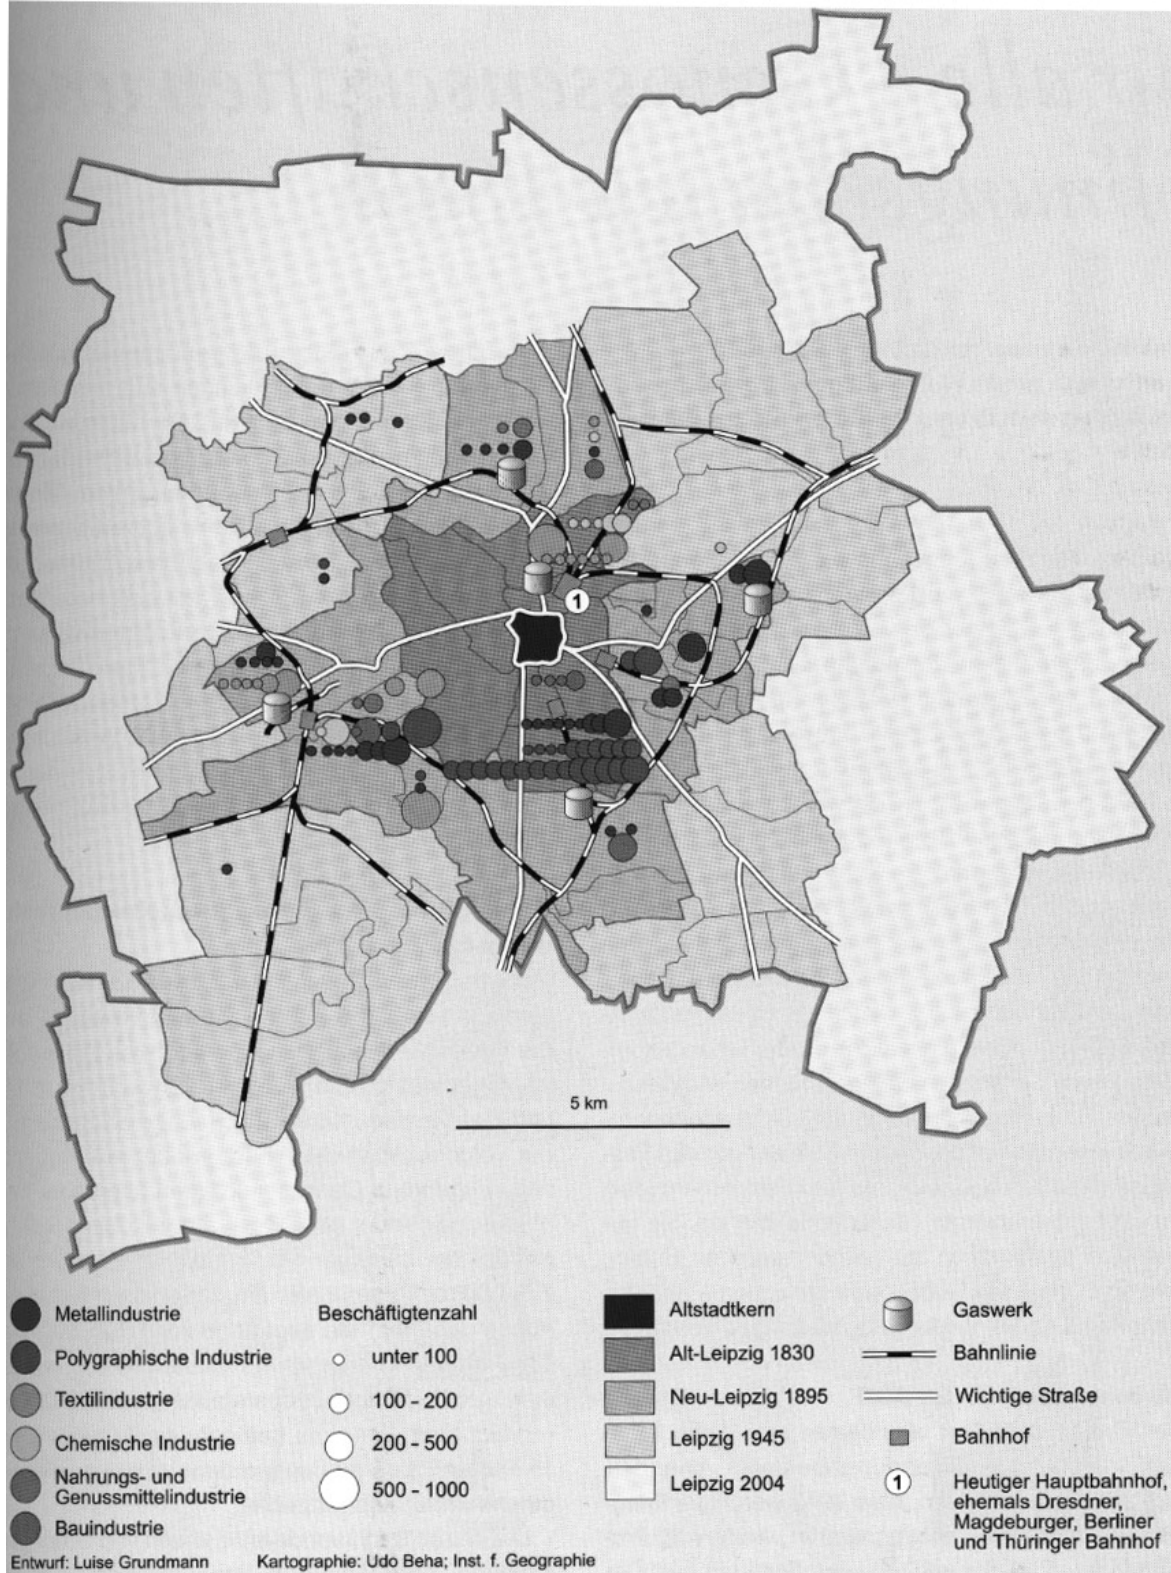 1
5 km
Metallindustrie
Polygraphische Industrie
Textilindustrie
Chemische Industrie
Nahrungs- und
Genussmittelindustrie
Bauindustrie
Beschäftigtenzahl
unter 100
100 - 200
200 - 500
500 - 1000
Altstadtkern
Alt-Leipzig 1830
Neu-Leipzig 1895
Leipzig 1945
Leipzig 2004
Gaswerk
Bahnlinie
Wichtige Straße
Bahnhof
1 Heutiger Hauptbahnhof,
ehemals Dresdner,
Magdeburger, Berliner
und Thüringer Bahnhof
Entwurf: Luise Grundmann Kartographie: Udo Beha; Inst. f. Geographie